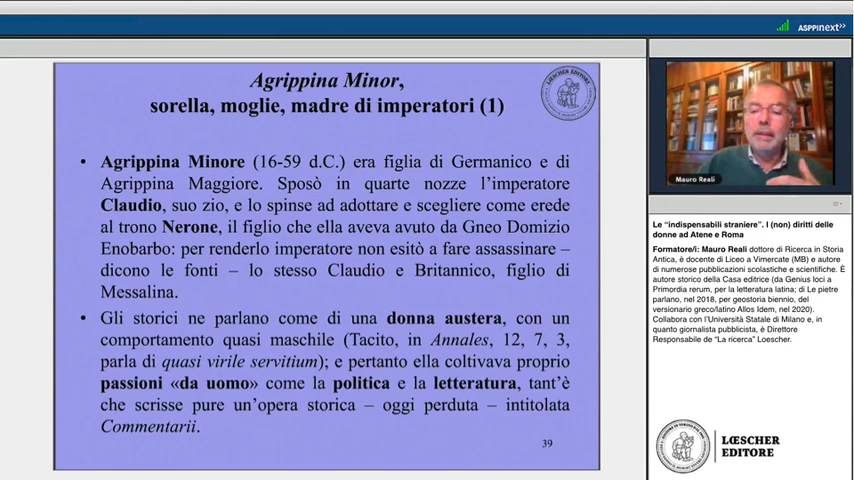 ASPPInext>>
Agrippina Minor,
sorella, moglie, madre di imperatori (1)
• Agrippina Minore (16-59 d.C.) era figlia di Germanico e di
Agrippina Maggiore. Sposò in quarte nozze l’imperatore
Claudio, suo zio, e lo spinse ad adottare e scegliere come erede
al trono Nerone, il figlio che ella aveva avuto da Gneo Domizio
Enobarbo: per renderlo imperatore non esitò a fare assassinare –
dicono le fonti – lo stesso Claudio e Britannico, figlio di
Messalina.
• Gli storici ne parlano come di una donna austera, con un
comportamento quasi maschile (Tacito, in Annales, 12, 7, 3,
parla di quasi virile servitium); e pertanto ella coltivava proprio
passioni «da uomo» come la politica e la letteratura, tant’è
che scrisse pure un’opera storica – oggi perduta – intitolata
Commentarii.
39
Mauro Reali
Le “indispensabili straniere”. I (non) diritti delle
donne ad Atene e Roma
Formatore/i: Mauro Reali dottore di Ricerca in Storia
Antica, è docente di Liceo a Vimercate (MB) e autore
di numerose pubblicazioni scolastiche e scientifiche. È
autore storico della Casa editrice (da Genius loci a
Primordia rerum, per la letteratura latina; di Le pietre
parlano, nel 2018, per geostoria biennio, del
versionario greco/latino Allos Idem, nel 2020).
Collabora con l’Università Statale di Milano e, in
quanto giornalista pubblicista, è Direttore
Responsabile de “La ricerca” Loescher.
LŒSCHER
EDITORE